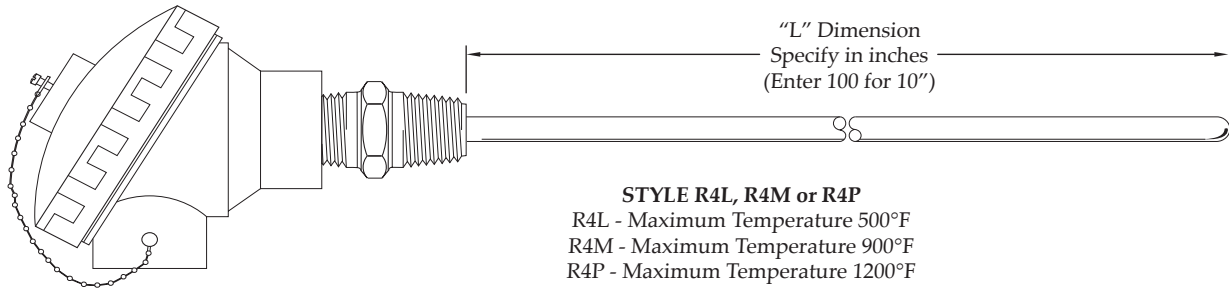 “L” Dimension
Specify in inches
(Enter 100 for 10”)
STYLE R4L, R4M or R4P
R4L - Maximum Temperature 500°F
R4M - Maximum Temperature 900°F
R4P - Maximum Temperature 1200°F